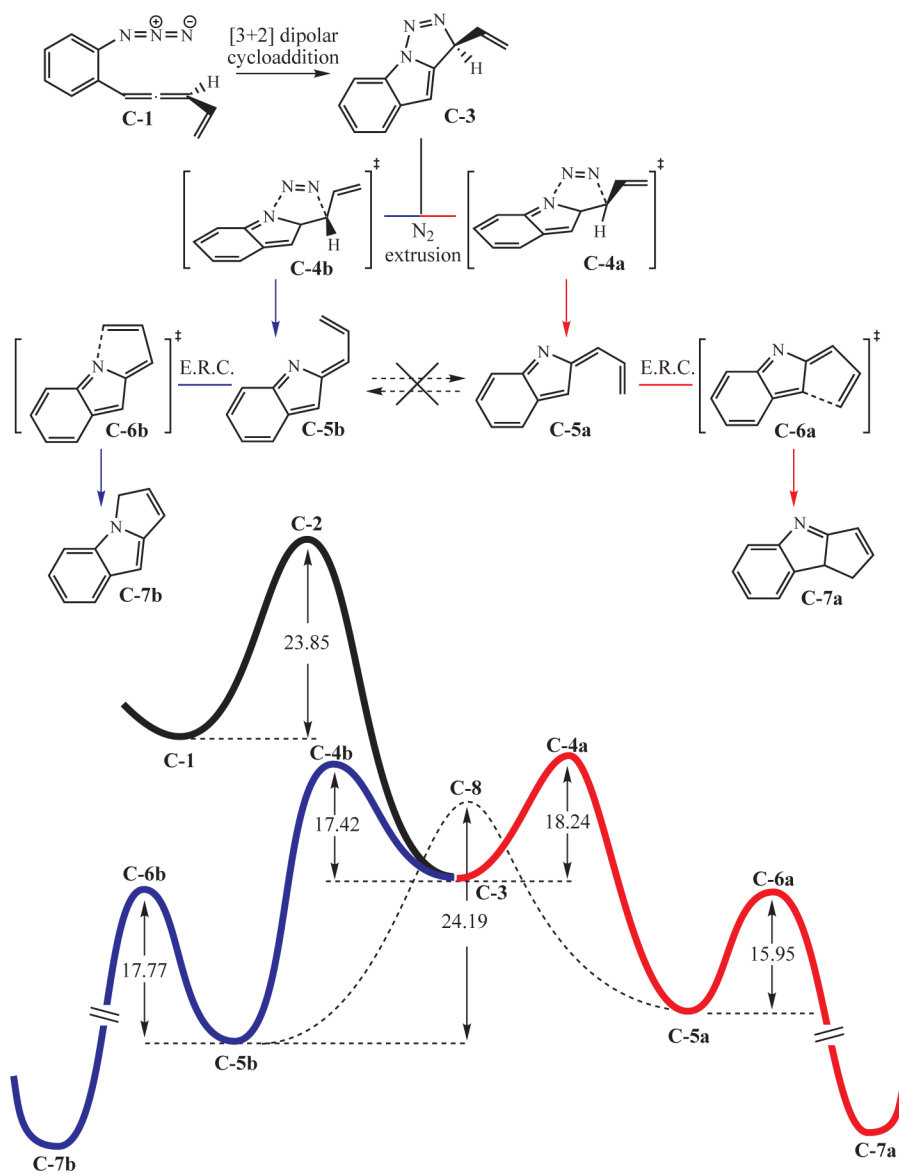 N=N=N
⊕ ⊖
[3+2] dipolar
cycloaddition
H
C-1
N=N
N
H
C-3
‡
N=N
N
H
C-4b
N₂
extrusion
‡
N=N
N
H
C-4a
‡
N
C-6b
E.R.C.
N
C-5b
N
C-5a
E.R.C.
‡
N
C-6a
N
C-7b
N
C-7a
C-2
23.85
C-1
C-4b
17.42
C-8
C-4a
18.24
C-3
24.19
C-6b
17.77
C-6a
15.95
C-5b
C-5a
C-7b
C-7a